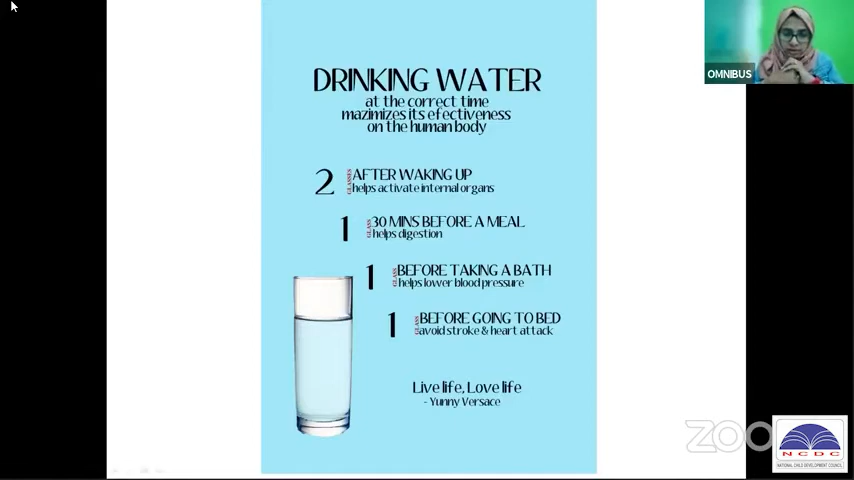 OMNIBUS
DRINKING WATER
at the correct time
mazimizes its efectiveness
on the human body
2 GLASSES AFTER WAKING UP
helps activate internal organs
1 GLASS 30 MINS BEFORE A MEAL
helps digestion
1 GLASS BEFORE TAKING A BATH
helps lower blood pressure
1 GLASS BEFORE GOING TO BED
avoid stroke & heart attack
Live life, Love life
- Yunny Versace
zoo
NCDC
NATIONAL CHILD DEVELOPMENT COUNCIL